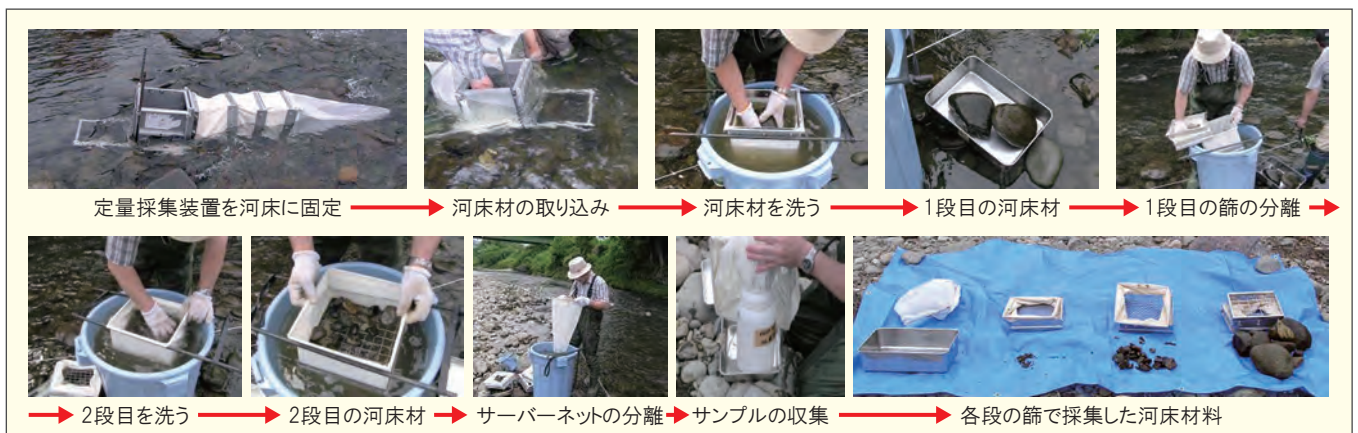 定量採集装置を河床に固定
河床材の取り込み
河床材を洗う
1段目の河床材
1段目の篩の分離
2段目を洗う
2段目の河床材
サーバーネットの分離
サンプルの収集
各段の篩で採集した河床材料